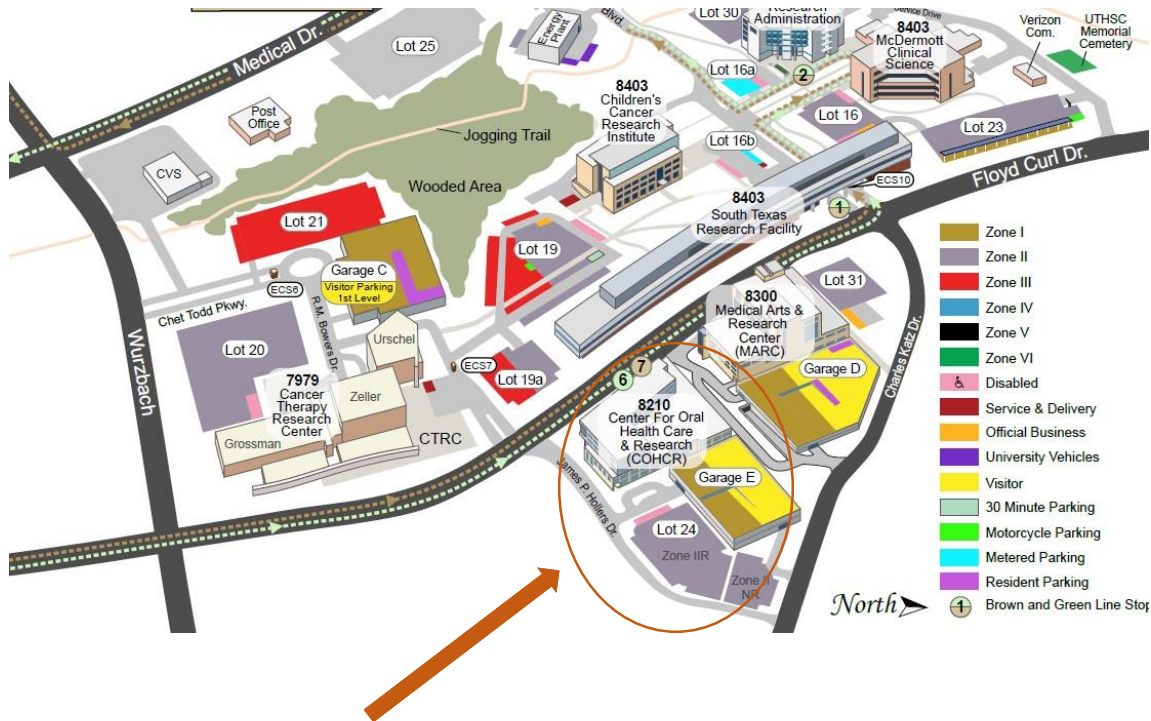 Medical Dr.
Lot 25
Energy
Plant
Blvd.
Lot 30
Research
Administration
Service Drive
8403
McDermott
Clinical
Science
Verizon
Com.
UTHSC
Memorial
Cemetery
Lot 16a
2
8403
Children's
Cancer
Research
Institute
Lot 16
Lot 23
Post
Office
Jogging Trail
Lot 16b
ECS10
Floyd Curl Dr.
CVS
Wooded Area
8403
South Texas
Research Facility
1
Lot 21
Lot 19
Garage C
Visitor Parking
1st Level
ECS6
Chet Todd Pkwy.
R.M. Bowers Dr.
Lot 31
8300
Medical Arts &
Research
Center
(MARC)
Charles Katz Dr.
Wurzbach
Lot 20
Urschel
ECS7
Lot 19a
7
6
Garage D
7979
Cancer
Therapy
Research
Center
Zeller
Grossman
CTRC
8210
Center For Oral
Health Care
& Research
(COHCR)
Garage E
James P. Hollers Dr.
Lot 24
Zone IIR
Zone II
NR
Zone I
Zone II
Zone III
Zone IV
Zone V
Zone VI
Disabled
Service & Delivery
Official Business
University Vehicles
Visitor
30 Minute Parking
Motorcycle Parking
Metered Parking
Resident Parking
North
1 Brown and Green Line Stop